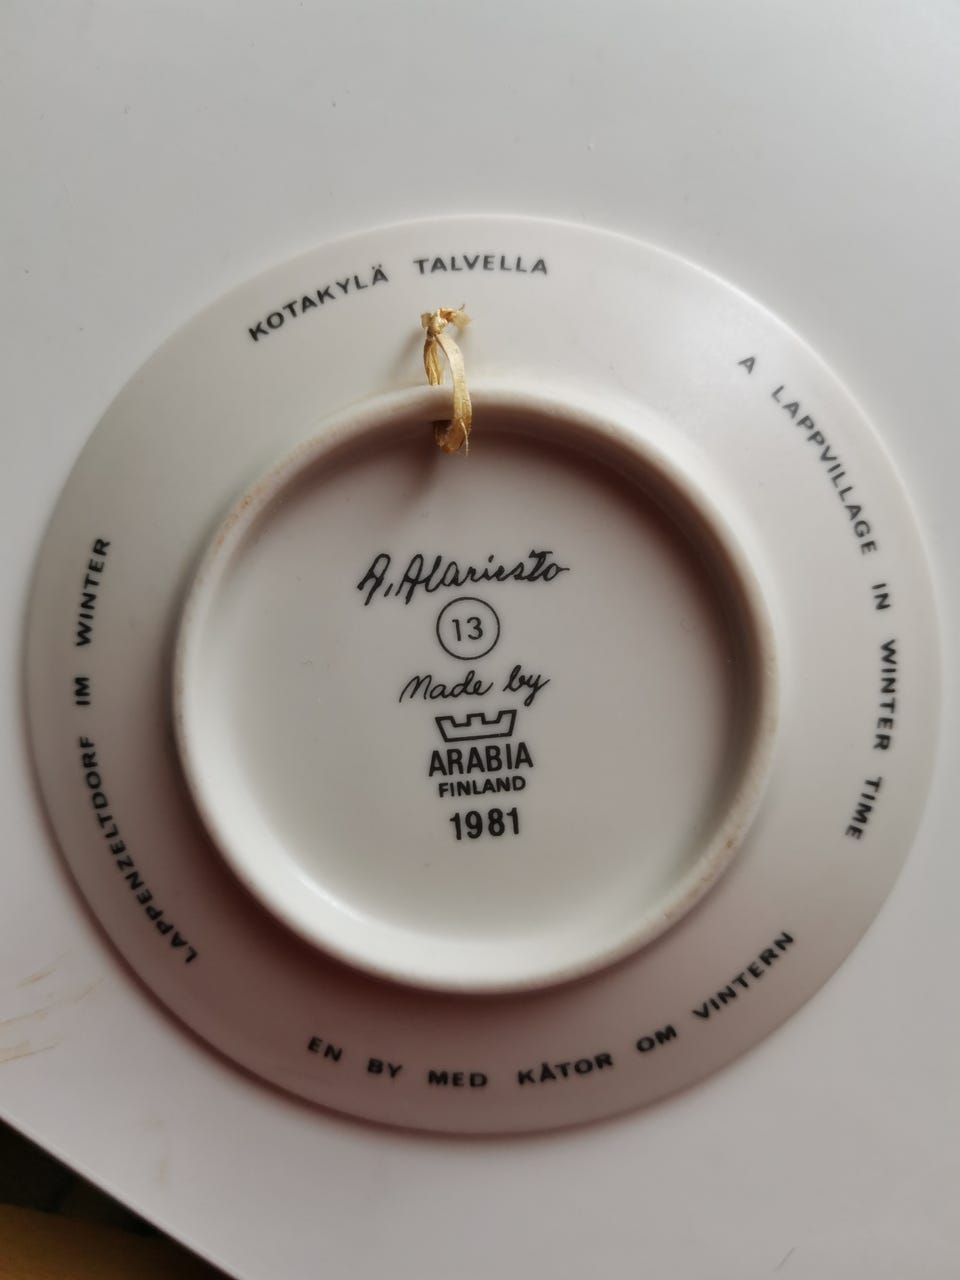 KOTAKYLÄ TALVELLA
A LAPPVILLAGE IN WINTER TIME
EN BY MED KÅTOR OM VINTERN
LAPPENZELTDORF IM WINTER
A. Alariesto
13
Made by
ARABIA
FINLAND
1981